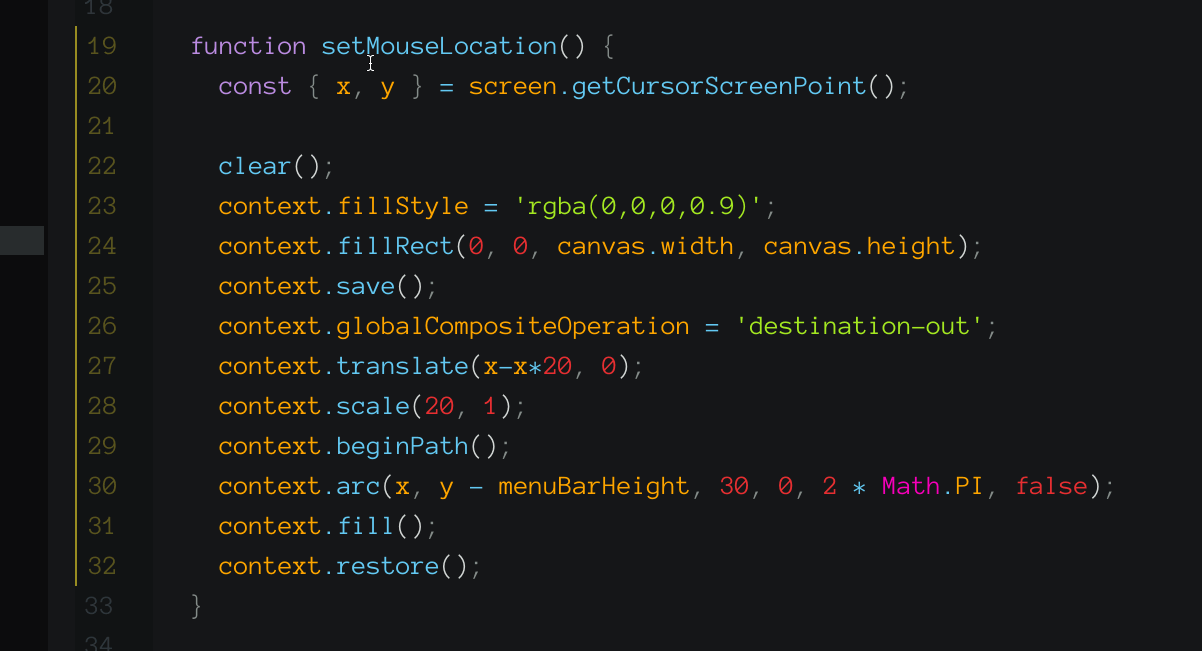 18
19 function setMouseLocation() {
20 const { x, y } = screen.getCursorScreenPoint();
21
22 clear();
23 context.fillStyle = 'rgba(0,0,0,0.9)';
24 context.fillRect(0, 0, canvas.width, canvas.height);
25 context.save();
26 context.globalCompositeOperation = 'destination-out';
27 context.translate(x-x*20, 0);
28 context.scale(20, 1);
29 context.beginPath();
30 context.arc(x, y - menuBarHeight, 30, 0, 2 * Math.PI, false);
31 context.fill();
32 context.restore();
33 }
34